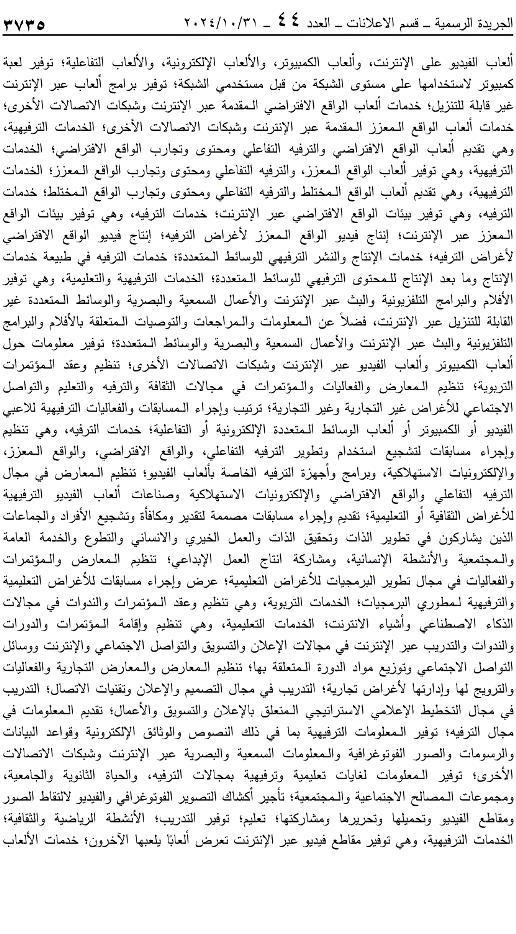 الجريدة الرسمية – قسم الاعلانات – العدد ٤٤ – ٢٠٢٤/١٠/٣١ ٣٧٣٥
ألعاب الفيديو على الإنترنت، وألعاب الكمبيوتر، والألعاب الإلكترونية، والألعاب التفاعلية؛ توفير لعبة
كمبيوتر لاستخدامها على مستوى الشبكة من قبل مستخدمي الشبكة؛ توفير برامج ألعاب عبر الإنترنت
غير قابلة للتنزيل؛ خدمات ألعاب الواقع الافتراضي المقدمة عبر الإنترنت وشبكات الاتصالات الأخرى؛
خدمات ألعاب الواقع المعزز المقدمة عبر الإنترنت وشبكات الاتصالات الأخرى؛ الخدمات الترفيهية،
وهي تقديم ألعاب الواقع الافتراضي والترفيه التفاعلي ومحتوى وتجارب الواقع الافتراضي؛ الخدمات
الترفيهية، وهي توفير ألعاب الواقع المعزز، والترفيه التفاعلي ومحتوى وتجارب الواقع المعزز؛ الخدمات
الترفيهية، وهي تقديم ألعاب الواقع المختلط والترفيه التفاعلي ومحتوى وتجارب الواقع المختلط؛ خدمات
الترفيه، وهي توفير بيئات الواقع الافتراضي عبر الإنترنت؛ خدمات الترفيه، وهي توفير بيئات الواقع
المعزز عبر الإنترنت؛ إنتاج فيديو الواقع المعزز لأغراض الترفيه؛ إنتاج فيديو الواقع الافتراضي
لأغراض الترفيه؛ خدمات الإنتاج والنشر الترفيهي للوسائط المتعددة؛ خدمات الترفيه في طبيعة خدمات
الإنتاج وما بعد الإنتاج للمحتوى الترفيهي للوسائط المتعددة؛ الخدمات الترفيهية والتعليمية، وهي توفير
الأفلام والبرامج التلفزيونية والبث عبر الإنترنت والأعمال السمعية والبصرية والوسائط المتعددة غير
القابلة للتنزيل عبر الإنترنت، فضلاً عن المعلومات والمراجعات والتوصيات المتعلقة بالأفلام والبرامج
التلفزيونية والبث عبر الإنترنت والأعمال السمعية والبصرية والوسائط المتعددة؛ توفير معلومات حول
ألعاب الكمبيوتر وألعاب الفيديو عبر الإنترنت وشبكات الاتصالات الأخرى؛ تنظيم وعقد المؤتمرات
التربوية؛ تنظيم المعارض والفعاليات والمؤتمرات في مجالات الثقافة والترفيه والتعليم والتواصل
الاجتماعي للأغراض غير التجارية وغير التجارية؛ ترتيب وإجراء المسابقات والفعاليات الترفيهية للاعبي
الفيديو أو الكمبيوتر أو ألعاب الوسائط المتعددة الإلكترونية أو التفاعلية؛ خدمات الترفيه، وهي تنظيم
وإجراء مسابقات لتشجيع استخدام وتطوير الترفيه التفاعلي، والواقع الافتراضي، والواقع المعزز،
والإلكترونيات الاستهلاكية، وبرامج وأجهزة الترفيه الخاصة بألعاب الفيديو؛ تنظيم المعارض في مجال
الترفيه التفاعلي والواقع الافتراضي والإلكترونيات الاستهلاكية وصناعات ألعاب الفيديو الترفيهية
للأغراض الثقافية أو التعليمية؛ تقديم وإجراء مسابقات مصممة لتقدير ومكافأة وتشجيع الأفراد والجماعات
الذين يشاركون في تطوير الذات وتحقيق الذات والعمل الخيري والانساني والتطوع والخدمة العامة
والمجتمعية والأنشطة الإنسانية، ومشاركة انتاج العمل الإبداعي؛ تنظيم المعارض والمؤتمرات
والفعاليات في مجال تطوير البرمجيات للأغراض التعليمية؛ عرض وإجراء مسابقات للأغراض التعليمية
والترفيهية لمطوري البرمجيات؛ الخدمات التربوية، وهي تنظيم وعقد المؤتمرات والندوات في مجالات
الذكاء الاصطناعي وأشياء الانترنت؛ الخدمات التعليمية، وهي تنظيم وإقامة المؤتمرات والدورات
والندوات والتدريب عبر الإنترنت في مجالات الإعلان والتسويق والتواصل الاجتماعي والإنترنت ووسائل
التواصل الاجتماعي وتوزيع مواد الدورة المتعلقة بها؛ تنظيم المعارض والمعارض التجارية والفعاليات
والترويج لها وإدارتها لأغراض تجارية؛ التدريب في مجال التصميم والإعلان وتقنيات الاتصال؛ التدريب
في مجال التخطيط الإعلامي الاستراتيجي المتعلق بالإعلان والتسويق والأعمال؛ تقديم المعلومات في
مجال الترفيه؛ توفير المعلومات الترفيهية بما في ذلك النصوص والوثائق الإلكترونية وقواعد البيانات
والرسومات والصور الفوتوغرافية والمعلومات السمعية والبصرية عبر الإنترنت وشبكات الاتصالات
الأخرى؛ توفير المعلومات لغايات تعليمية وترفيهية بمجالات الترفيه، والحياة الثانوية والجامعية،
ومجموعات المصالح الاجتماعية والمجتمعية؛ تأجير أكشاك التصوير الفوتوغرافي والفيديو لالتقاط الصور
ومقاطع الفيديو وتحميلها وتحريرها ومشاركتها؛ تعليم؛ توفير التدريب؛ الأنشطة الرياضية والثقافية؛
الخدمات الترفيهية، وهي توفير مقاطع فيديو عبر الإنترنت تعرض ألعابًا يلعبها الآخرون؛ خدمات الألعاب